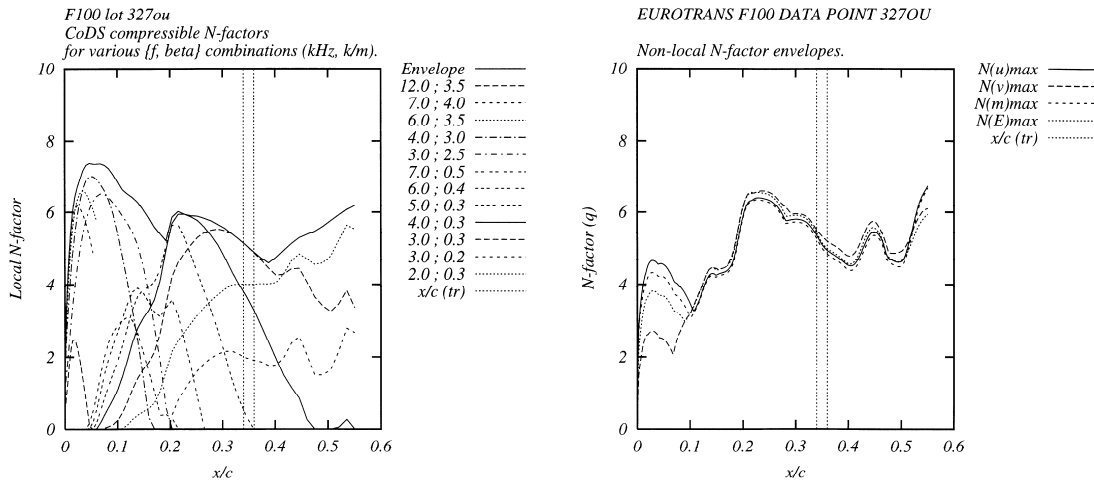 F100 lot 327ou
CoDS compressible N-factors
for various {f, beta} combinations (kHz, k/m).
Envelope
12.0 ; 3.5
7.0 ; 4.0
6.0 ; 3.5
4.0 ; 3.0
3.0 ; 2.5
7.0 ; 0.5
6.0 ; 0.4
5.0 ; 0.3
4.0 ; 0.3
3.0 ; 0.3
3.0 ; 0.2
2.0 ; 0.3
x/c (tr)
Local N-factor
10
8
6
4
2
0
0 0.1 0.2 0.3 0.4 0.5 0.6
x/c
EUROTRANS F100 DATA POINT 327OU
Non-local N-factor envelopes.
N(u)max
N(v)max
N(m)max
N(E)max
x/c (tr)
N-factor (q)
10
8
6
4
2
0
0 0.1 0.2 0.3 0.4 0.5 0.6
x/c